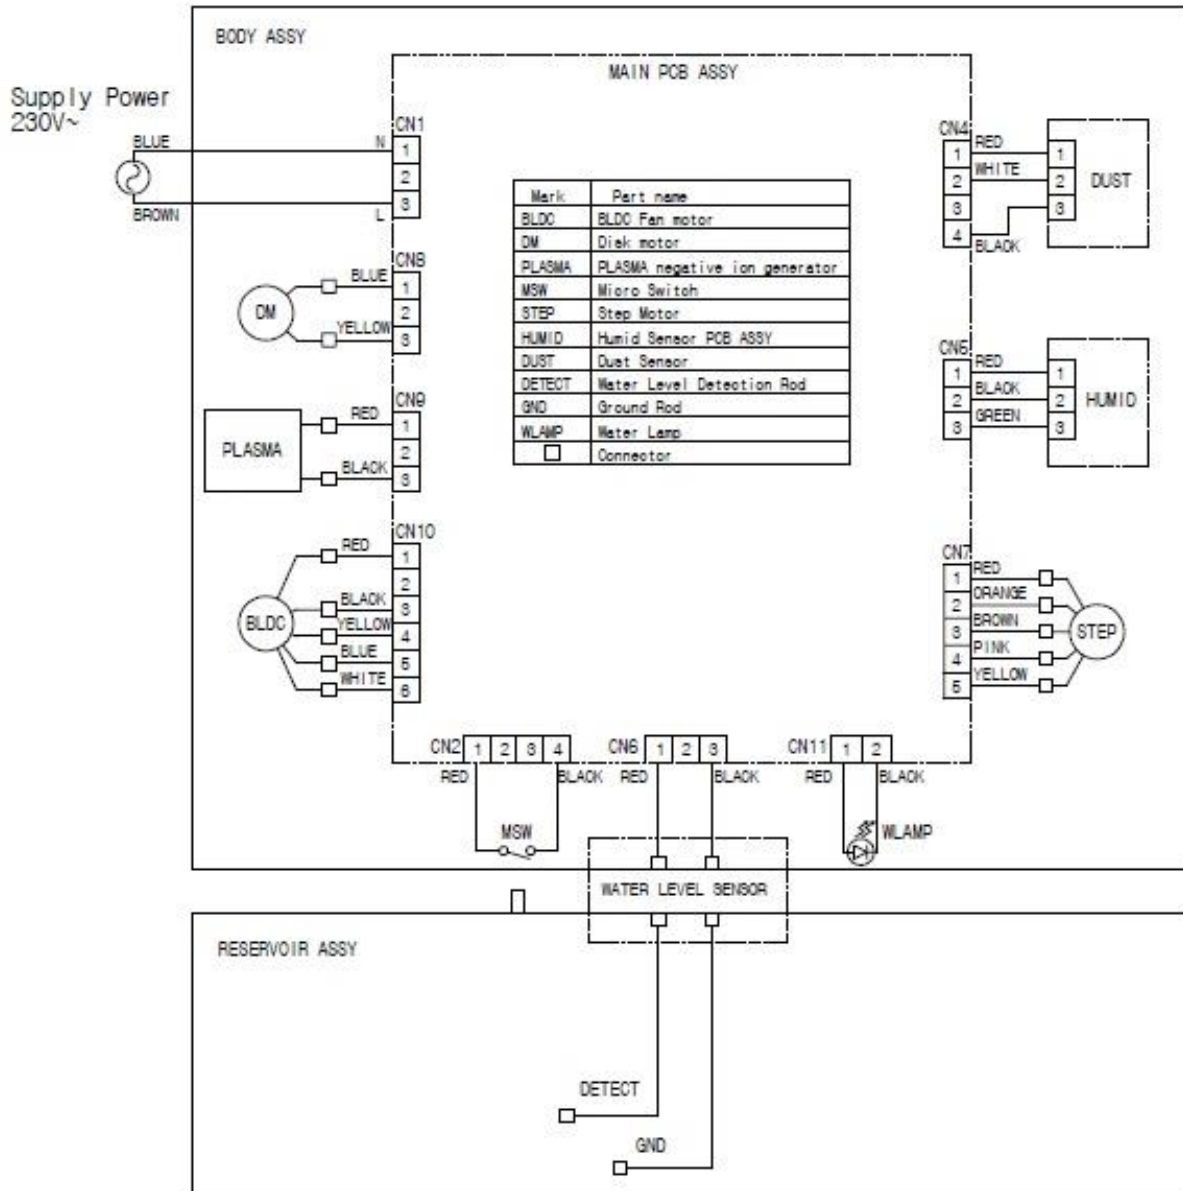 BODY ASSY
MAIN PCB ASSY
Supply Power
230V~
BLUE
N
CN1
1
2
3
BROWN
L
CN8
BLUE
1
2
YELLOW
3
DM
CN9
RED
1
2
BLACK
3
PLASMA
CN10
RED
1
2
BLACK
3
YELLOW
4
BLUE
5
WHITE
6
BLDC
Mark Part name
BLDC BLDC Fan motor
DM Disk motor
PLASMA PLASMA negative ion generator
MSW Micro Switch
STEP Step Motor
HUMID Humid Sensor PCB ASSY
DUST Dust Sensor
DETECT Water Level Detection Rod
GND Ground Rod
WLAMP Water Lamp
Connector
CN4
RED
1 1
WHITE
2 2
3 3
4
BLACK
DUST
CN5
RED
1 1
BLACK
2 2
GREEN
3 3
HUMID
CN7
RED
1
ORANGE
2
BROWN
3
PINK
4
YELLOW
5
STEP
CN2 1 2 3 4
RED BLACK
MSW
CN6 1 2 3
RED BLACK
CN11 1 2
RED BLACK
WLAMP
WATER LEVEL SENSOR
RESERVOIR ASSY
DETECT
GND